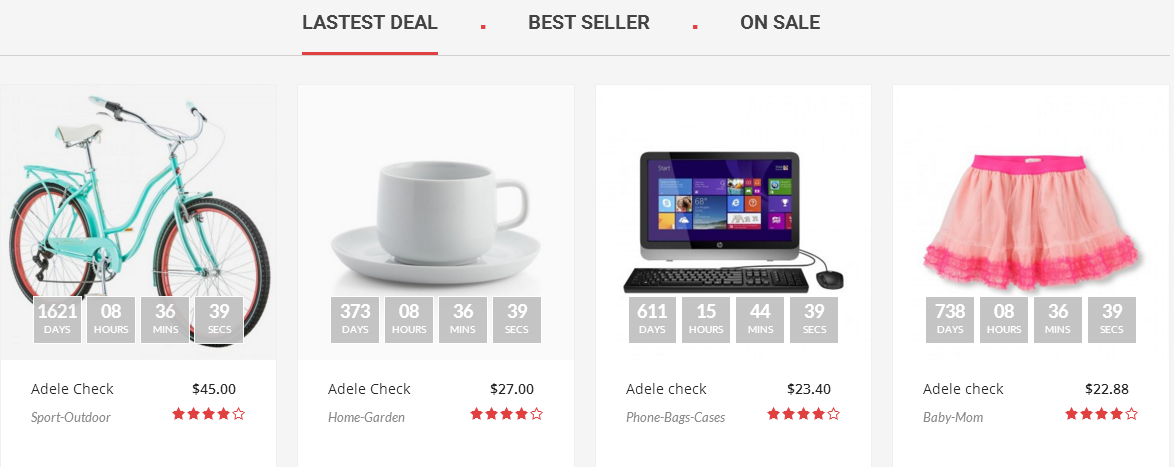 LASTEST DEAL . BEST SELLER . ON SALE
Start
68°
1621 08 36 39
DAYS HOURS MINS SECS
373 08 36 39
DAYS HOURS MINS SECS
611 15 44 39
DAYS HOURS MINS SECS
738 08 36 39
DAYS HOURS MINS SECS
Adele Check $45.00
Sport-Outdoor
Adele Check $27.00
Home-Garden
Adele check $23.40
Phone-Bags-Cases
Adele check $22.88
Baby-Mom